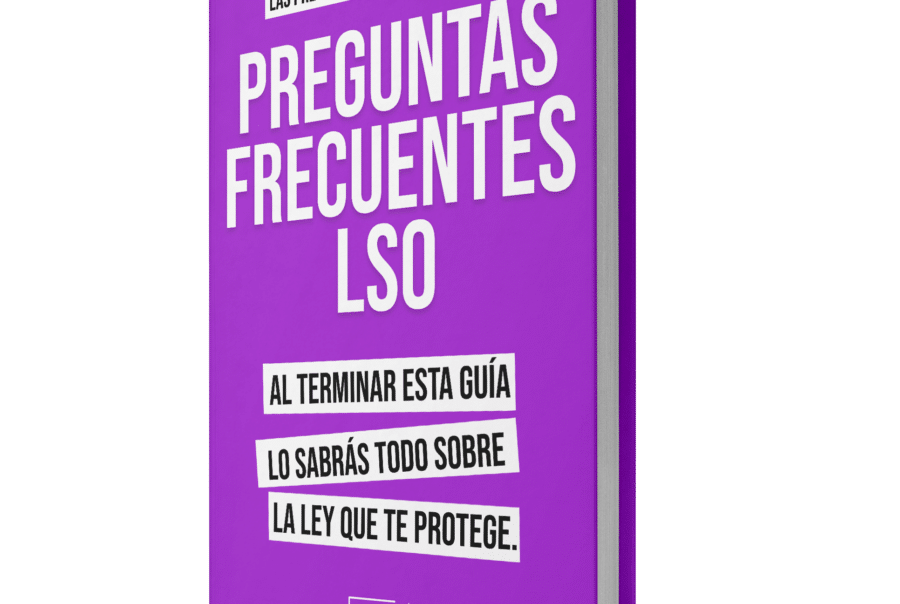 PREGUNTAS
FRECUENTES
LSO
AL TERMINAR ESTA GUÍA
LO SABRÁS TODO SOBRE
LA LEY QUE TE PROTEGE.